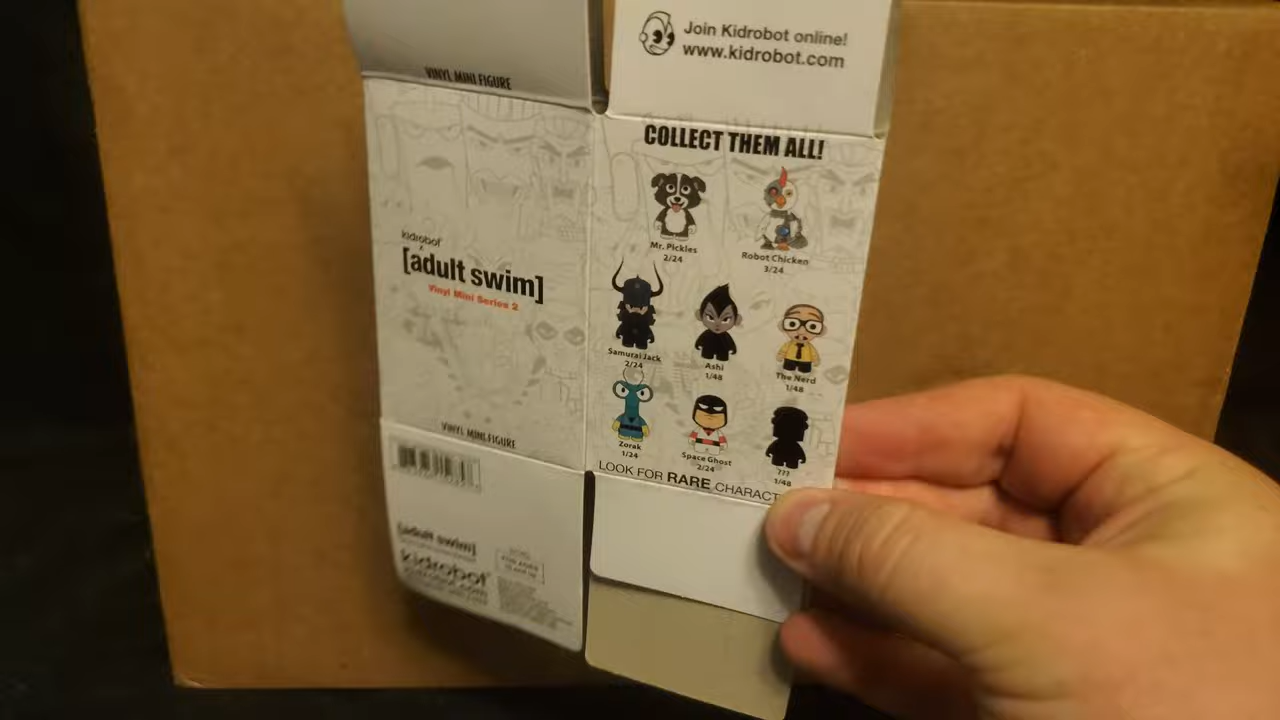 VINYL MINI FIGURE
Join Kidrobot online!
www.kidrobot.com
COLLECT THEM ALL!
Mr. Pickles
2/24
Robot Chicken
3/24
kidrobot
[adult swim]
Vinyl Mini Series 2
Samurai Jack
2/24
Ashi
1/48
The Nerd
1/48
Zorak
1/24
Space Ghost
2/24
???
1/48
LOOK FOR RARE
VINYL MINI FIGURE
[adult swim]
kidrobot